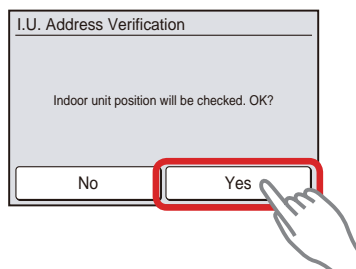 I.U. Address Verification
Indoor unit position will be checked. OK?
No
Yes